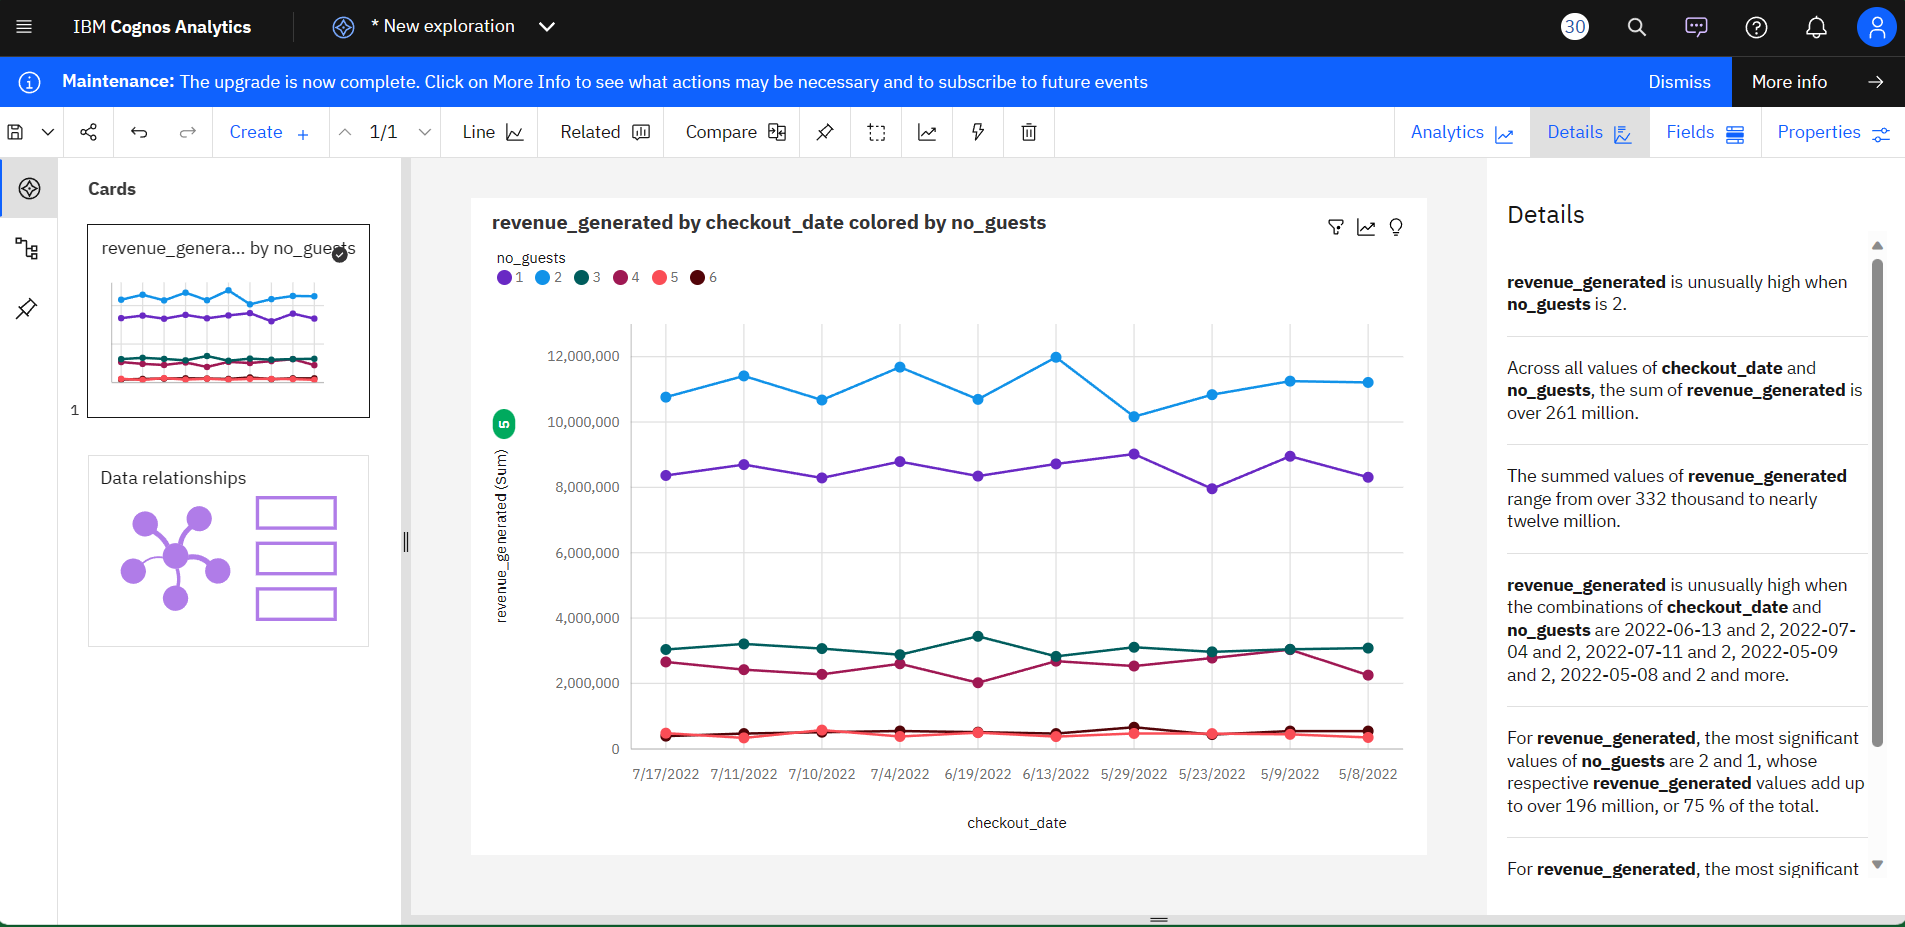 IBM Cognos Analytics
* New exploration
30
Maintenance: The upgrade is now complete. Click on More Info to see what actions may be necessary and to subscribe to future events
Dismiss
More info
Create
1/1
Line
Related
Compare
Analytics
Details
Fields
Properties
Cards
revenue_genera... by no_guests
1
Data relationships
revenue_generated by checkout_date colored by no_guests
no_guests
1 2 3 4 5 6
12,000,000
10,000,000
8,000,000
6,000,000
4,000,000
2,000,000
0
5
revenue_generated (Sum)
7/17/2022 7/11/2022 7/10/2022 7/4/2022 6/19/2022 6/13/2022 5/29/2022 5/23/2022 5/9/2022 5/8/2022
checkout_date
Details
revenue_generated is unusually high when
no_guests is 2.
Across all values of checkout_date and
no_guests, the sum of revenue_generated is
over 261 million.
The summed values of revenue_generated
range from over 332 thousand to nearly
twelve million.
revenue_generated is unusually high when
the combinations of checkout_date and
no_guests are 2022-06-13 and 2, 2022-07-
04 and 2, 2022-07-11 and 2, 2022-05-09
and 2, 2022-05-08 and 2 and more.
For revenue_generated, the most significant
values of no_guests are 2 and 1, whose
respective revenue_generated values add up
to over 196 million, or 75 % of the total.
For revenue_generated, the most significant